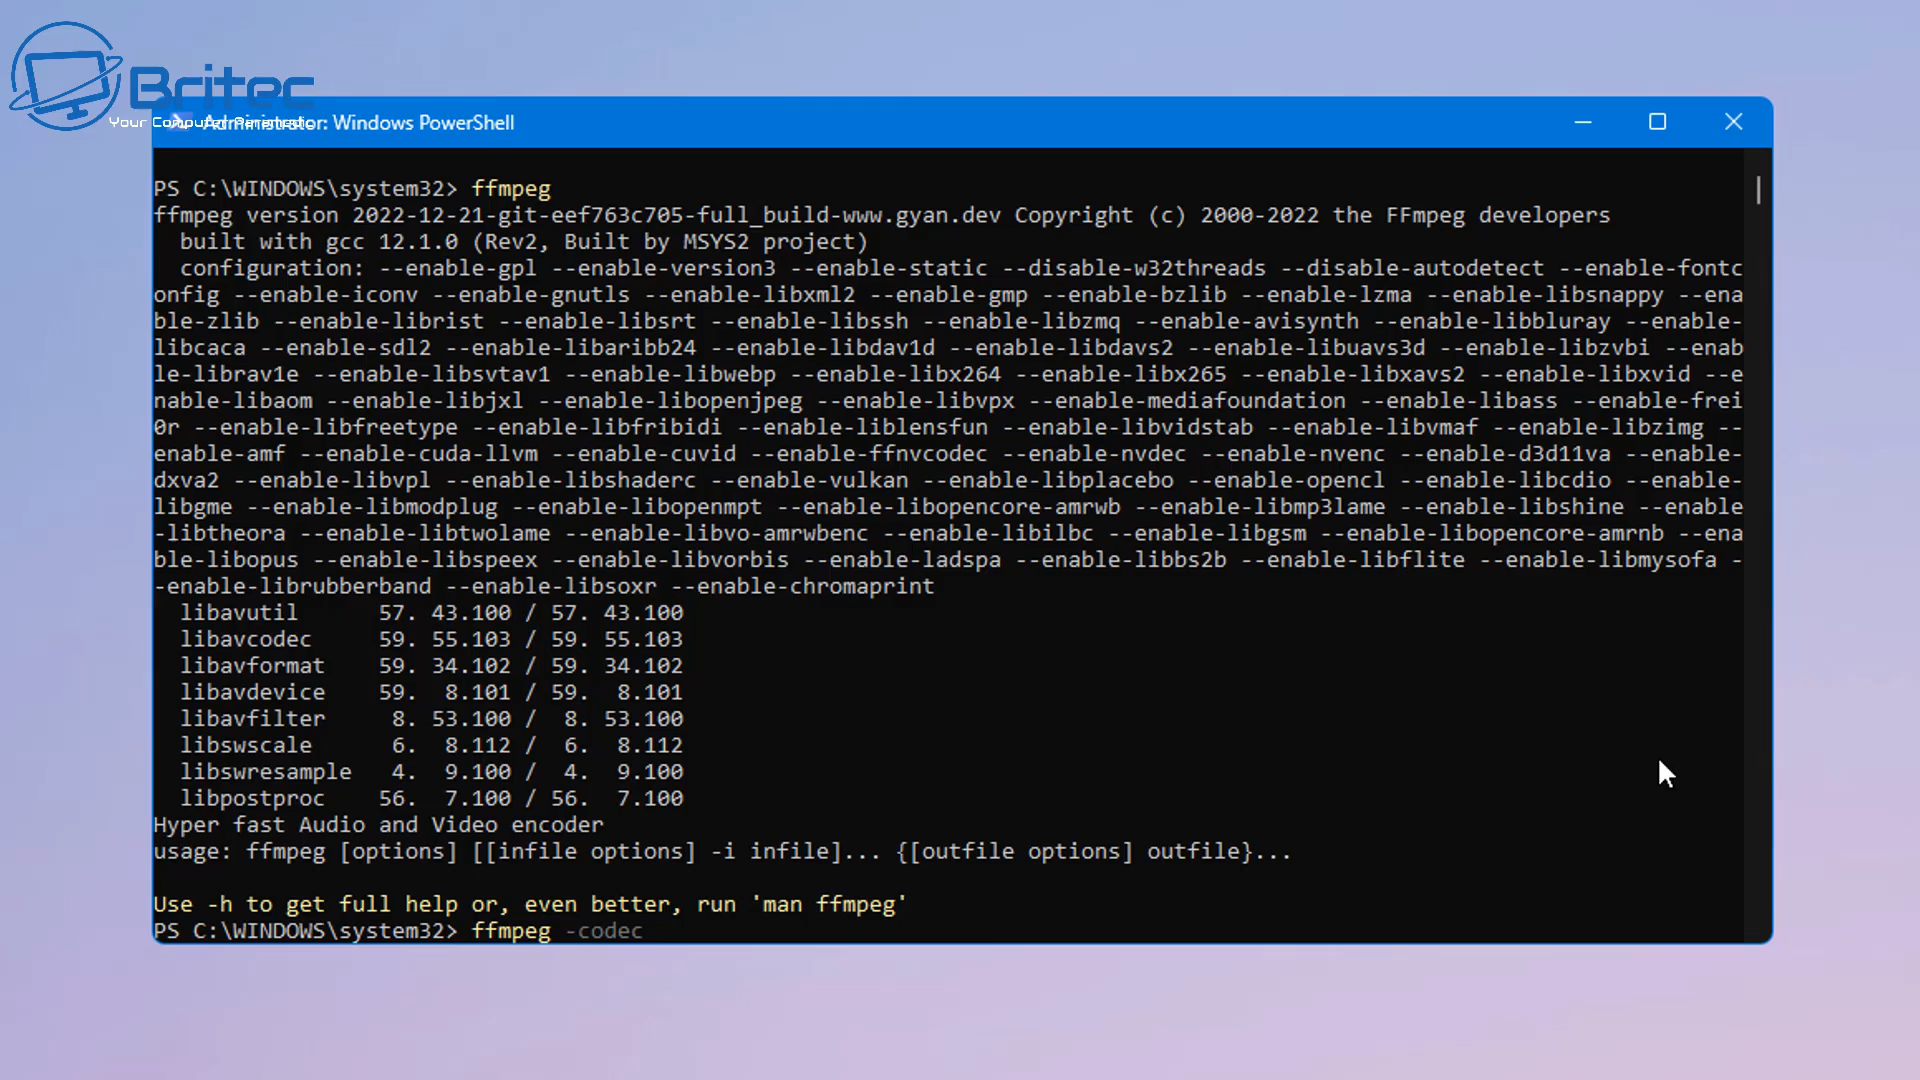 Britec
Your Computer
Administrator: Windows PowerShell
PS C:\WINDOWS\system32> ffmpeg
ffmpeg version 2022-12-21-git-eef763c705-full_build-www.gyan.dev Copyright (c) 2000-2022 the FFmpeg developers
built with gcc 12.1.0 (Rev2, Built by MSYS2 project)
configuration: --enable-gpl --enable-version3 --enable-static --disable-w32threads --disable-autodetect --enable-fontc
onfig --enable-iconv --enable-gnutls --enable-libxml2 --enable-gmp --enable-bzlib --enable-lzma --enable-libsnappy --ena
ble-zlib --enable-librist --enable-libsrt --enable-libssh --enable-libzmq --enable-avisynth --enable-libbluray --enable-
libcaca --enable-sdl2 --enable-libaribb24 --enable-libdav1d --enable-libdavs2 --enable-libuavs3d --enable-libzvbi --enab
le-librav1e --enable-libsvtav1 --enable-libwebp --enable-libx264 --enable-libx265 --enable-libxavs2 --enable-libxvid --e
nable-libaom --enable-libjxl --enable-libopenjpeg --enable-libvpx --enable-mediafoundation --enable-libass --enable-frei
0r --enable-libfreetype --enable-libfribidi --enable-liblensfun --enable-libvidstab --enable-libvmaf --enable-libzimg --
enable-amf --enable-cuda-llvm --enable-cuvid --enable-ffnvcodec --enable-nvdec --enable-nvenc --enable-d3d11va --enable-
dxva2 --enable-libvpl --enable-libshaderc --enable-vulkan --enable-libplacebo --enable-opencl --enable-libcdio --enable-
libgme --enable-libmodplug --enable-libopenmpt --enable-libopencore-amrwb --enable-libmp3lame --enable-libshine --enable
-libtheora --enable-libtwolame --enable-libvo-amrwbenc --enable-libilbc --enable-libgsm --enable-libopencore-amrnb --ena
ble-libopus --enable-libspeex --enable-libvorbis --enable-ladspa --enable-libbs2b --enable-libflite --enable-libmysofa -
-enable-librubberband --enable-libsoxr --enable-chromaprint
libavutil 57. 43.100 / 57. 43.100
libavcodec 59. 55.103 / 59. 55.103
libavformat 59. 34.102 / 59. 34.102
libavdevice 59. 8.101 / 59. 8.101
libavfilter 8. 53.100 / 8. 53.100
libswscale 6. 8.112 / 6. 8.112
libswresample 4. 9.100 / 4. 9.100
libpostproc 56. 7.100 / 56. 7.100
Hyper fast Audio and Video encoder
usage: ffmpeg [options] [[infile options] -i infile]... {[outfile options] outfile}...
Use -h to get full help or, even better, run 'man ffmpeg'
PS C:\WINDOWS\system32> ffmpeg -codec